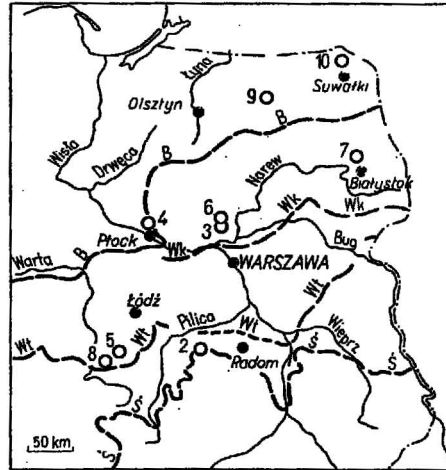 10
Suwałki
Łyna
Olsztyn
9
B
Wisła
Drwęca
B
Narew
7
Białystok
6
3
4
Płock
Wk
Wk
Wk
Bug
Warta
B
WARSZAWA
Łódź
Pilica
Wt
Wt
Wieprz
Wt
Wt
8
5
2
Radom
Ś
Ś
Ś
Ś
50 km